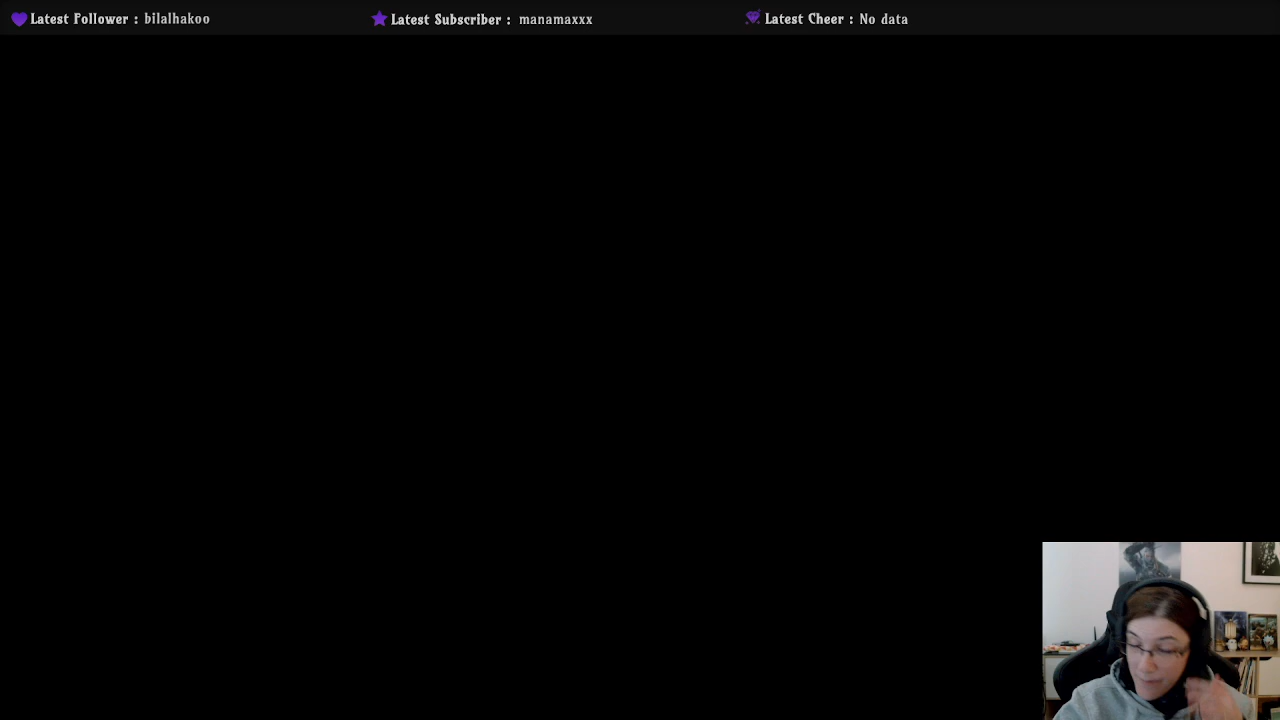 Latest Follower : bilalhakoo
Latest Subscriber : manamaxxx
Latest Cheer : No data